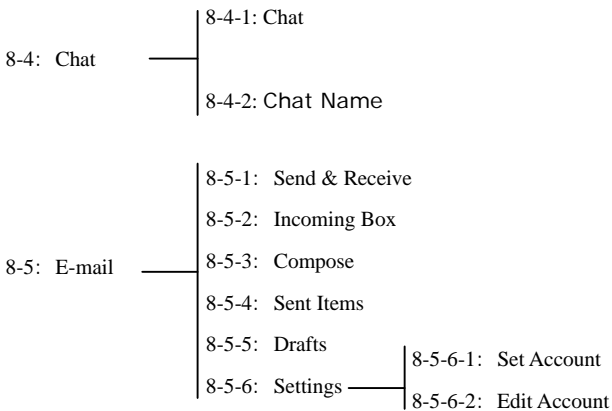 8-4-1: Chat
8-4: Chat
8-4-2: Chat Name
8-5-1: Send & Receive
8-5-2: Incoming Box
8-5: E-mail
8-5-3: Compose
8-5-4: Sent Items
8-5-5: Drafts
8-5-6: Settings
8-5-6-1: Set Account
8-5-6-2: Edit Account